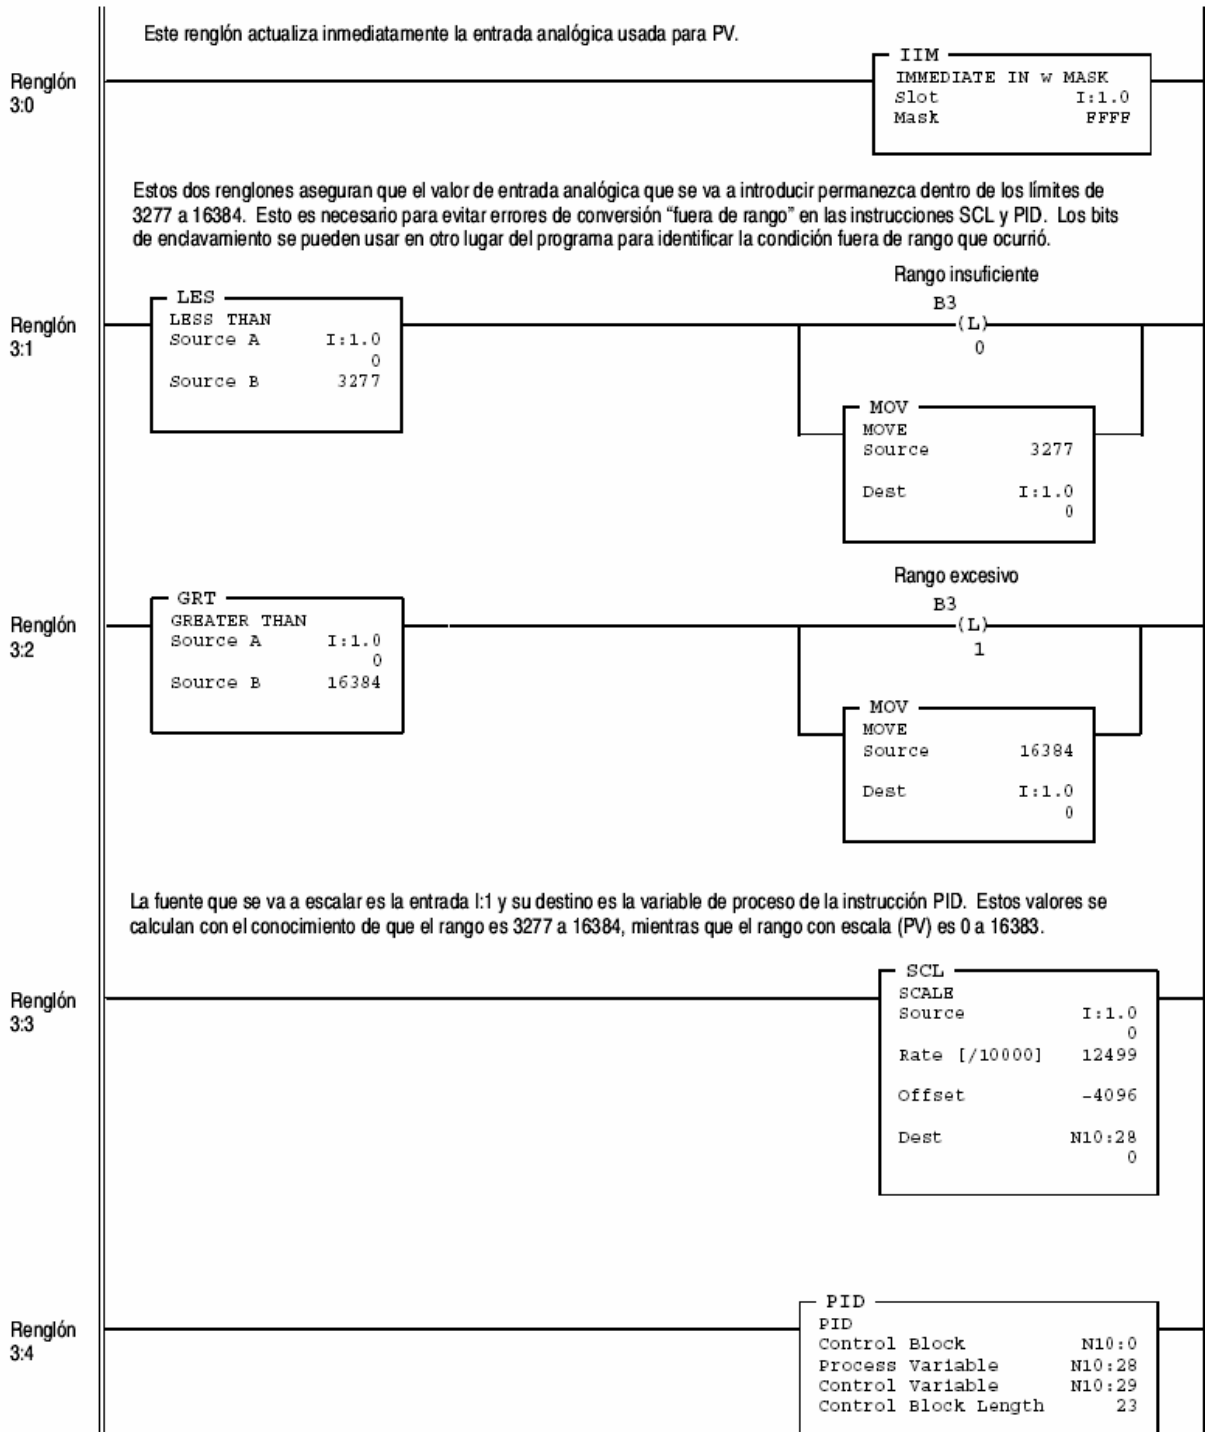 Este renglón actualiza inmediatamente la entrada analógica usada para PV.
Renglón
3:0
IIM
IMMEDIATE IN w MASK
Slot I:1.0
Mask FFFF
Estos dos renglones aseguran que el valor de entrada analógica que se va a introducir permanezca dentro de los límites de
3277 a 16384. Esto es necesario para evitar errores de conversión “fuera de rango” en las instrucciones SCL y PID. Los bits
de enclavamiento se pueden usar en otro lugar del programa para identificar la condición fuera de rango que ocurrió.
Rango insuficiente
Renglón
3:1
LES
LESS THAN
Source A I:1.0
0
Source B 3277
B3
(L)
0
MOV
MOVE
Source 3277
Dest I:1.0
0
Rango excesivo
Renglón
3:2
GRT
GREATER THAN
Source A I:1.0
0
Source B 16384
B3
(L)
1
MOV
MOVE
Source 16384
Dest I:1.0
0
La fuente que se va a escalar es la entrada I:1 y su destino es la variable de proceso de la instrucción PID. Estos valores se
calculan con el conocimiento de que el rango es 3277 a 16384, mientras que el rango con escala (PV) es 0 a 16383.
Renglón
3:3
SCL
SCALE
Source I:1.0
0
Rate [/10000] 12499
Offset -4096
Dest N10:28
0
Renglón
3:4
PID
PID
Control Block N10:0
Process Variable N10:28
Control Variable N10:29
Control Block Length 23